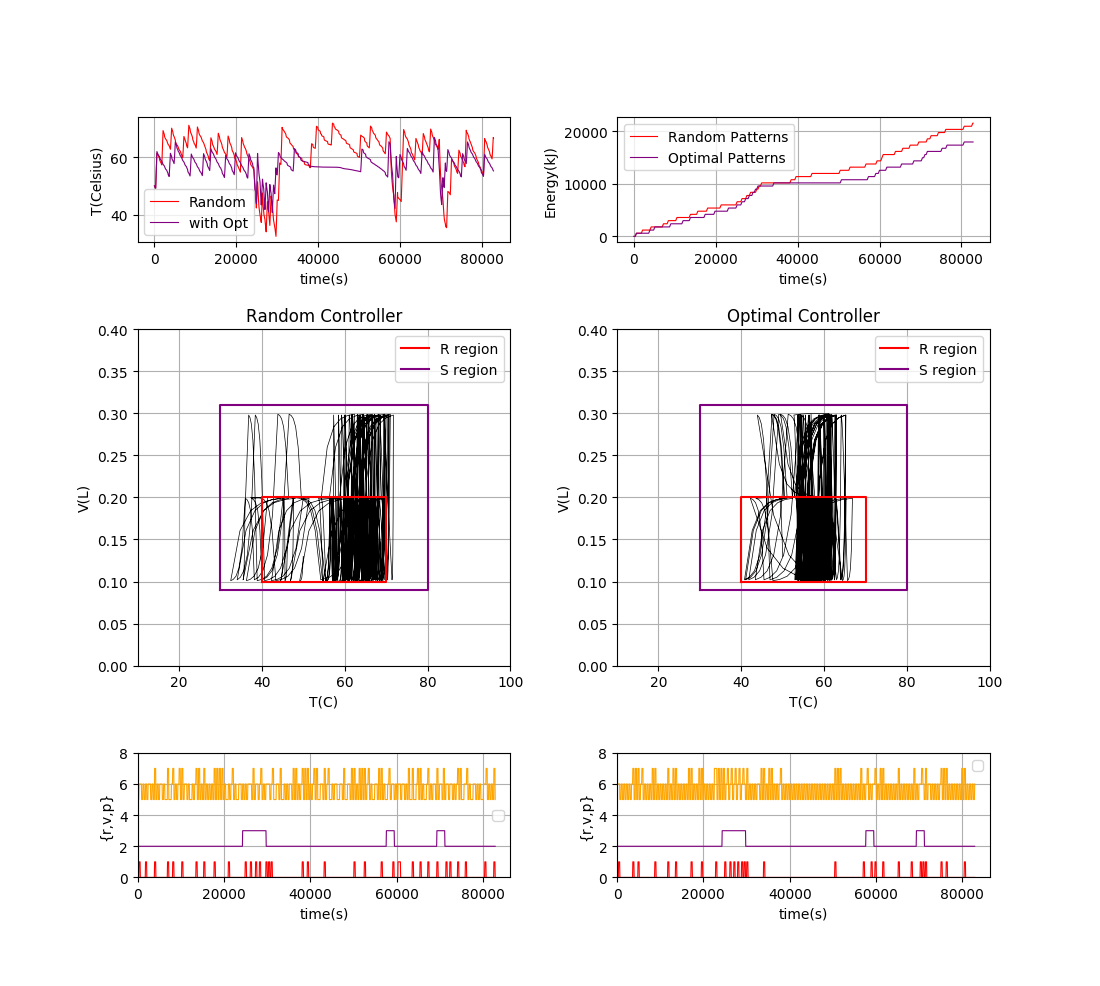 T(Celsius)
60
40
Random
with Opt
0 20000 40000 60000 80000
time(s)
Energy(kJ)
20000
10000
0
Random Patterns
Optimal Patterns
0 20000 40000 60000 80000
time(s)
Random Controller
V(L)
0.40
0.35
0.30
0.25
0.20
0.15
0.10
0.05
0.00
R region
S region
20 40 60 80 100
T(C)
Optimal Controller
V(L)
0.40
0.35
0.30
0.25
0.20
0.15
0.10
0.05
0.00
R region
S region
20 40 60 80 100
T(C)
{r,v,p}
8
6
4
2
0
0 20000 40000 60000 80000
time(s)
{r,v,p}
8
6
4
2
0
0 20000 40000 60000 80000
time(s)